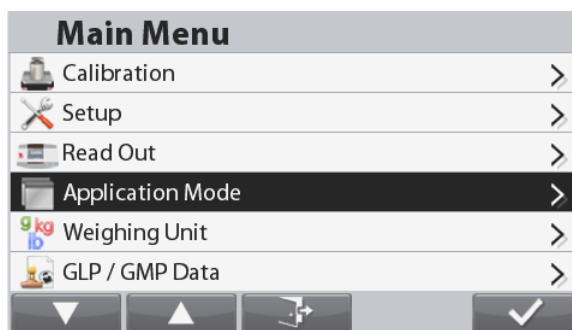 Main Menu
Calibration
Setup
Read Out
Application Mode
g kg
lb
Weighing Unit
GLP / GMP Data